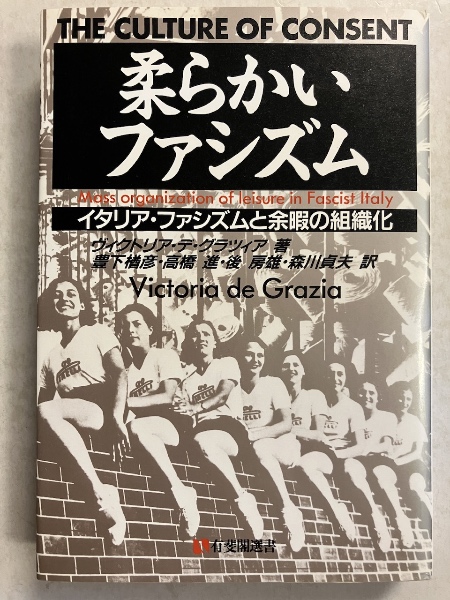 THE CULTURE OF CONSENT
柔らかい
ファシズム
Mass organization of leisure in Fascist Italy
イタリア・ファシズムと余暇の組織化
ヴィクトリア・デ・グラツィア 著
豊下楢彦・高橋 進・後 房雄・森川貞夫 訳
Victoria de Grazia
PIRELLI
有斐閣選書